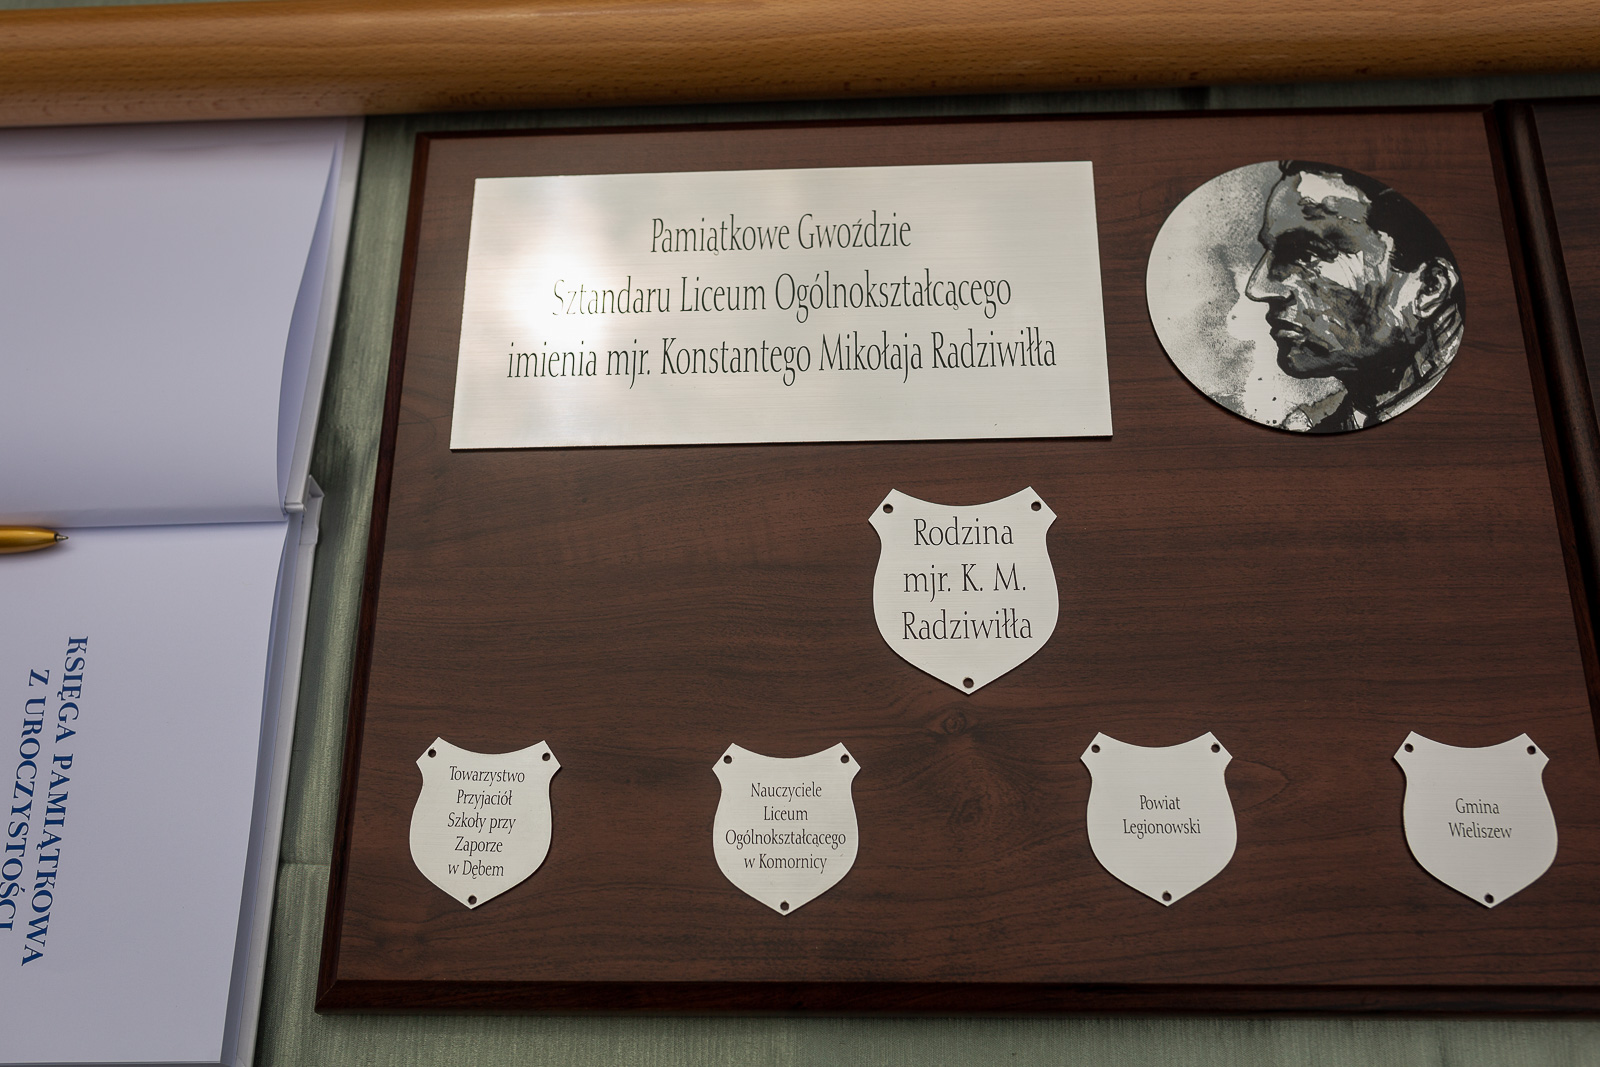 Pamiątkowe Gwoździe
Sztandaru Liceum Ogólnokształcącego
imienia mjr. Konstantego Mikołaja Radziwiłła
Rodzina
mjr. K. M.
Radziwiłła
Towarzystwo
Przyjaciół
Szkoły przy
Zaporze
w Dębem
Nauczyciele
Liceum
Ogólnokształcącego
w Komornicy
Powiat
Legionowski
Gmina
Wieliszew
KSIĘGA PAMIĄTKOWA
Z UROCZYSTOŚCI